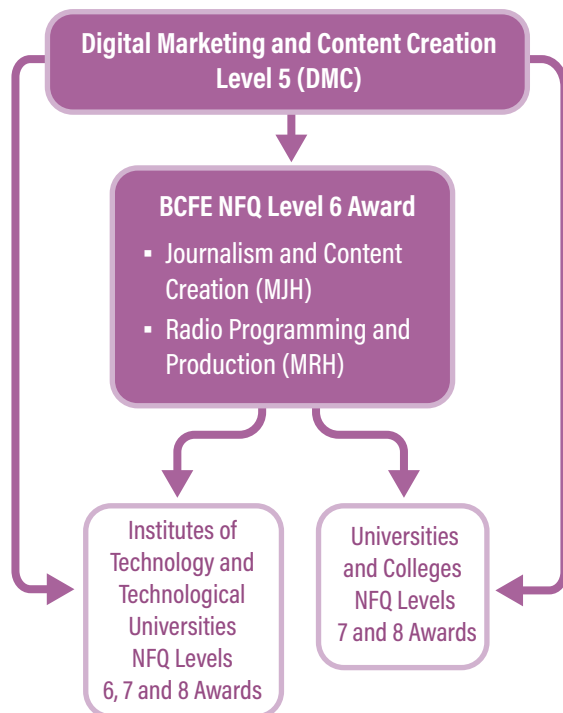 Digital Marketing and Content Creation
Level 5 (DMC)
BCFE NFQ Level 6 Award
▪ Journalism and Content
Creation (MJH)
▪ Radio Programming and
Production (MRH)
Institutes of
Technology and
Technological
Universities
NFQ Levels
6, 7 and 8 Awards
Universities
and Colleges
NFQ Levels
7 and 8 Awards